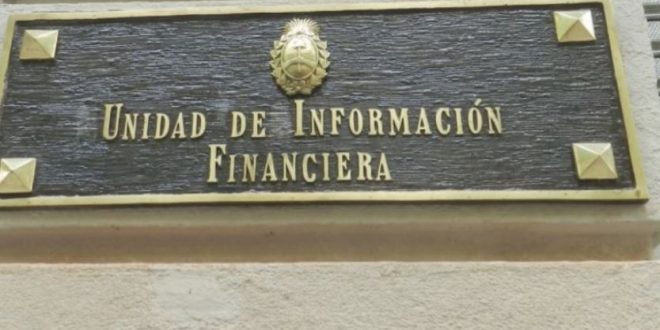 UNIDAD DE INFORMACIÓN
FINANCIERA